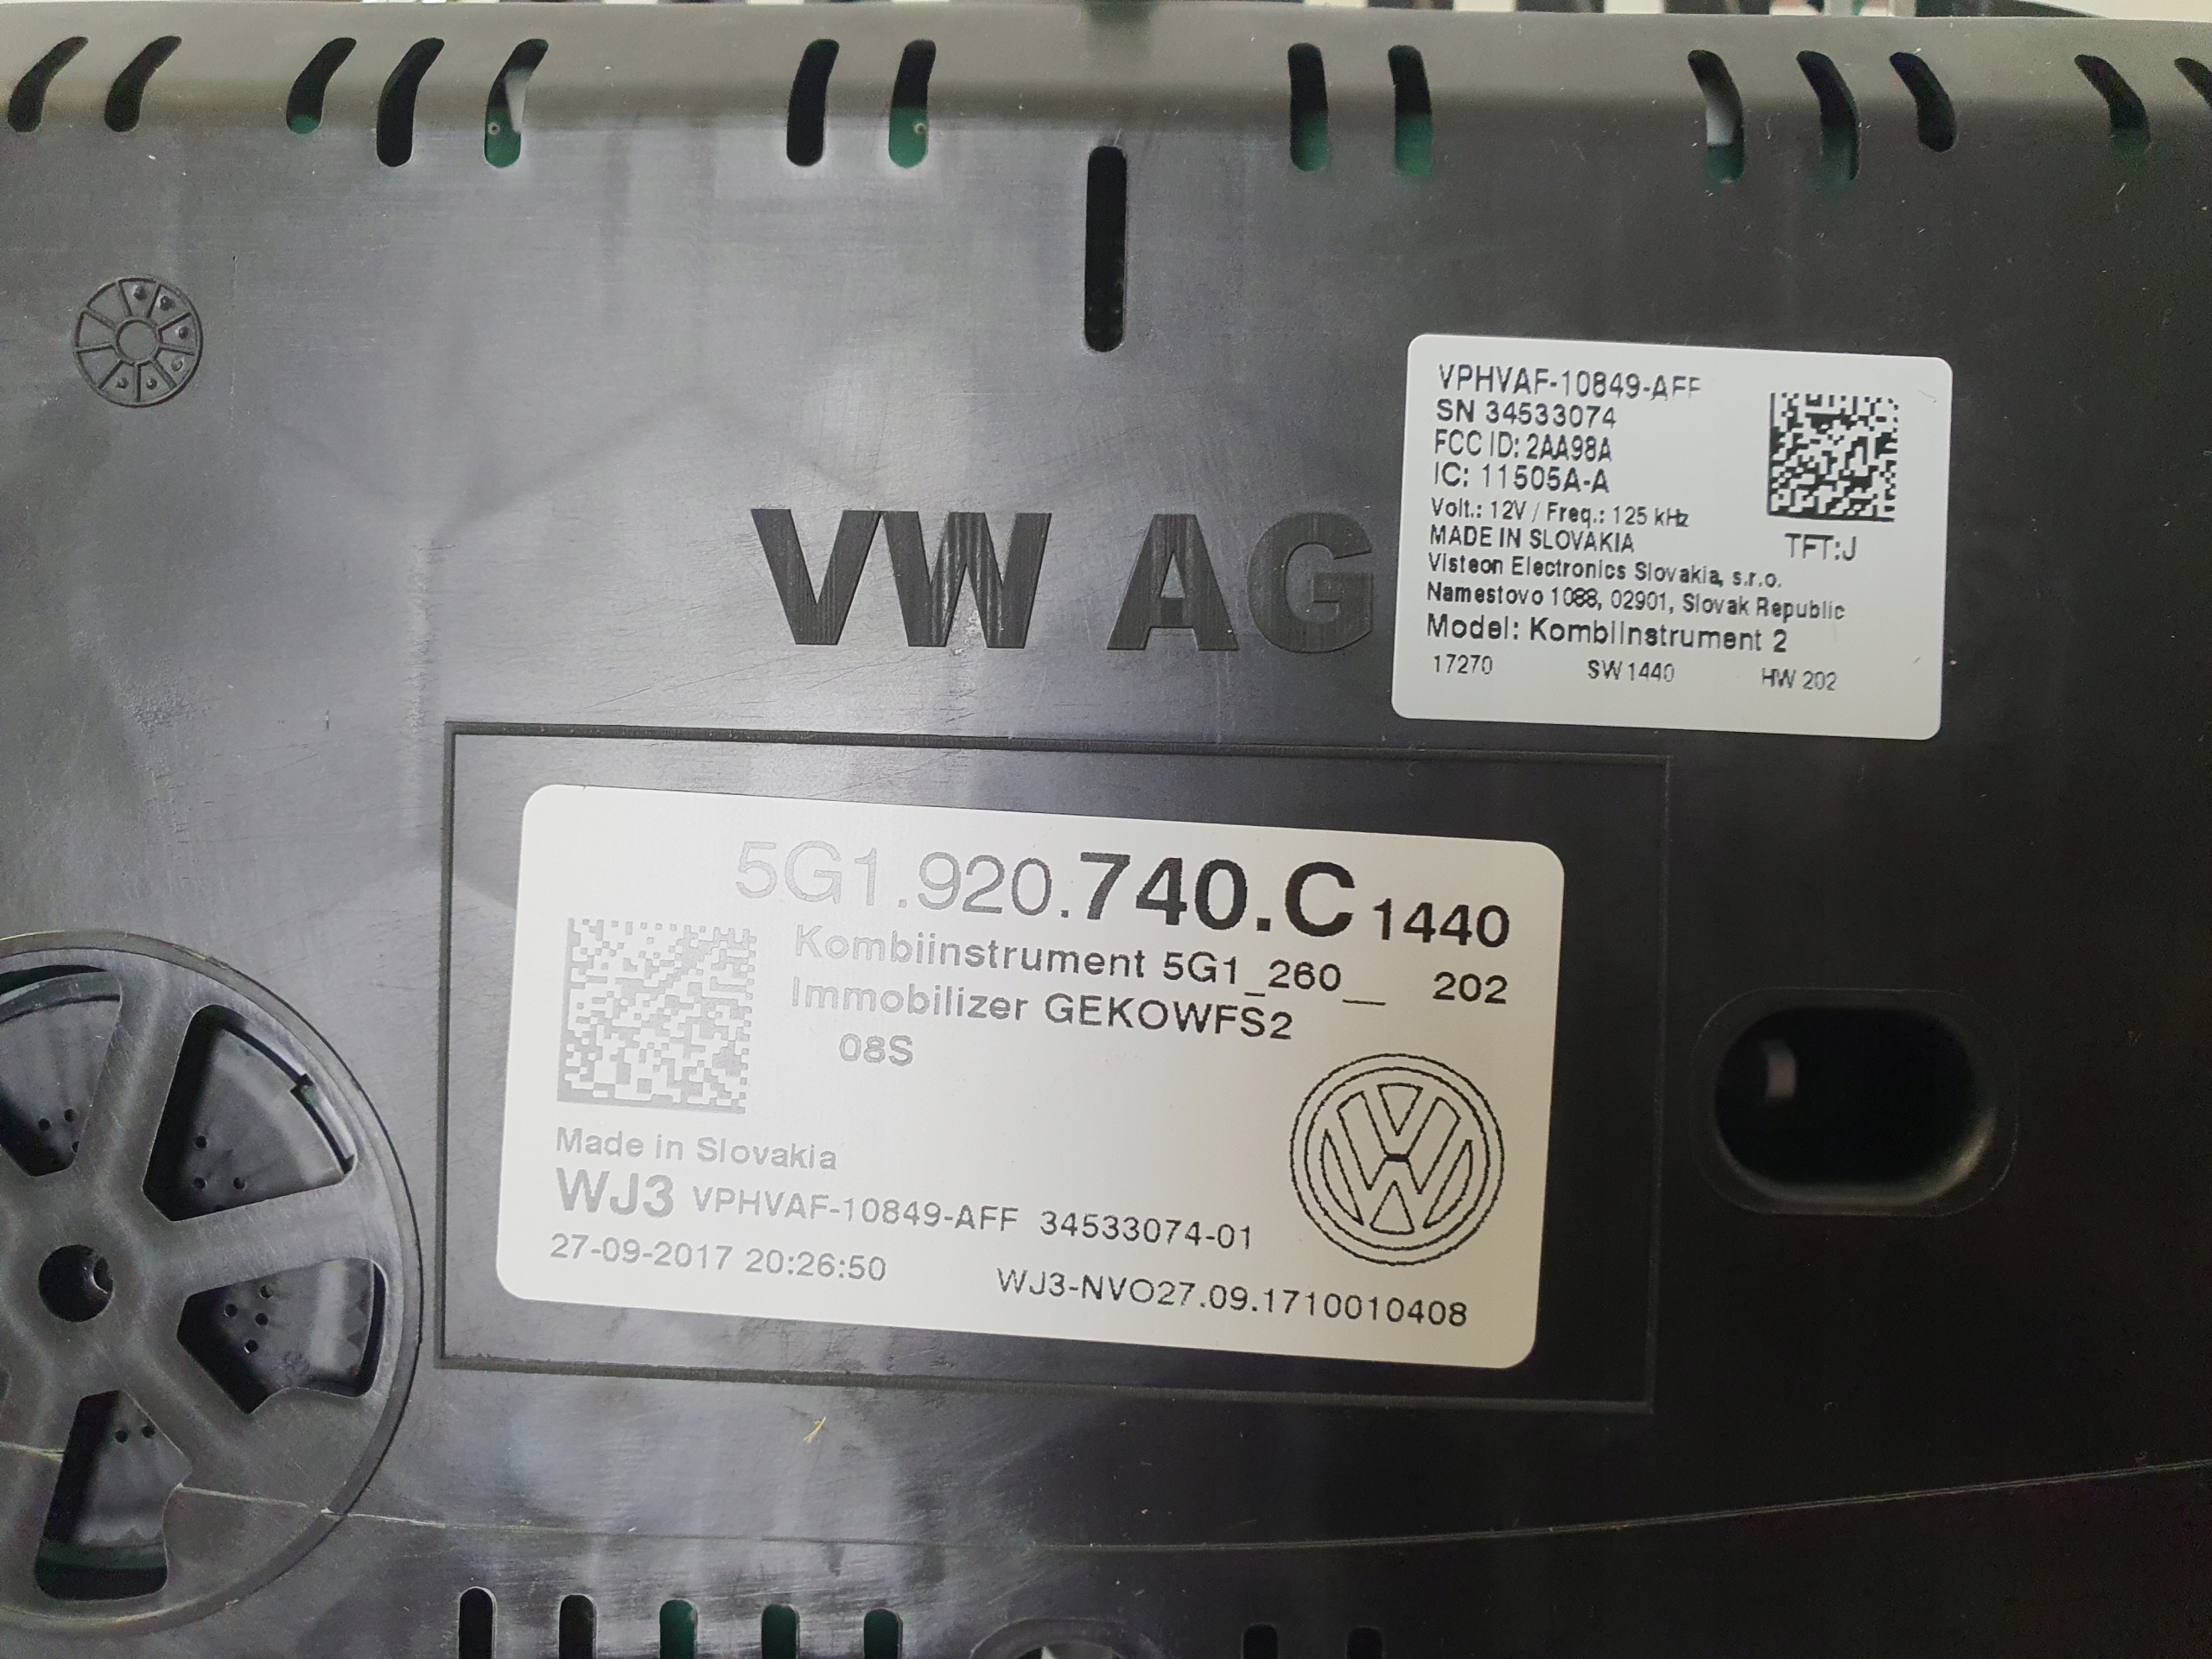 VW AG
VPHVAF-10849-AFF
SN 34533074
FCC ID: 2AA98A
IC: 11505A-A
Volt.: 12V / Freq.: 125 kHz
MADE IN SLOVAKIA
TFT:J
Visteon Electronics Slovakia, s.r.o.
Namestovo 1088, 02901, Slovak Republic
Model: KombiInstrument 2
17270 SW 1440 HW 202
5G1.920.740.C 1440
Kombiinstrument 5G1_260__ 202
Immobilizer GEKOWFS2
08S
Made in Slovakia
WJ3 VPHVAF-10849-AFF 34533074-01
27-09-2017 20:26:50
WJ3-NVO27.09.1710010408